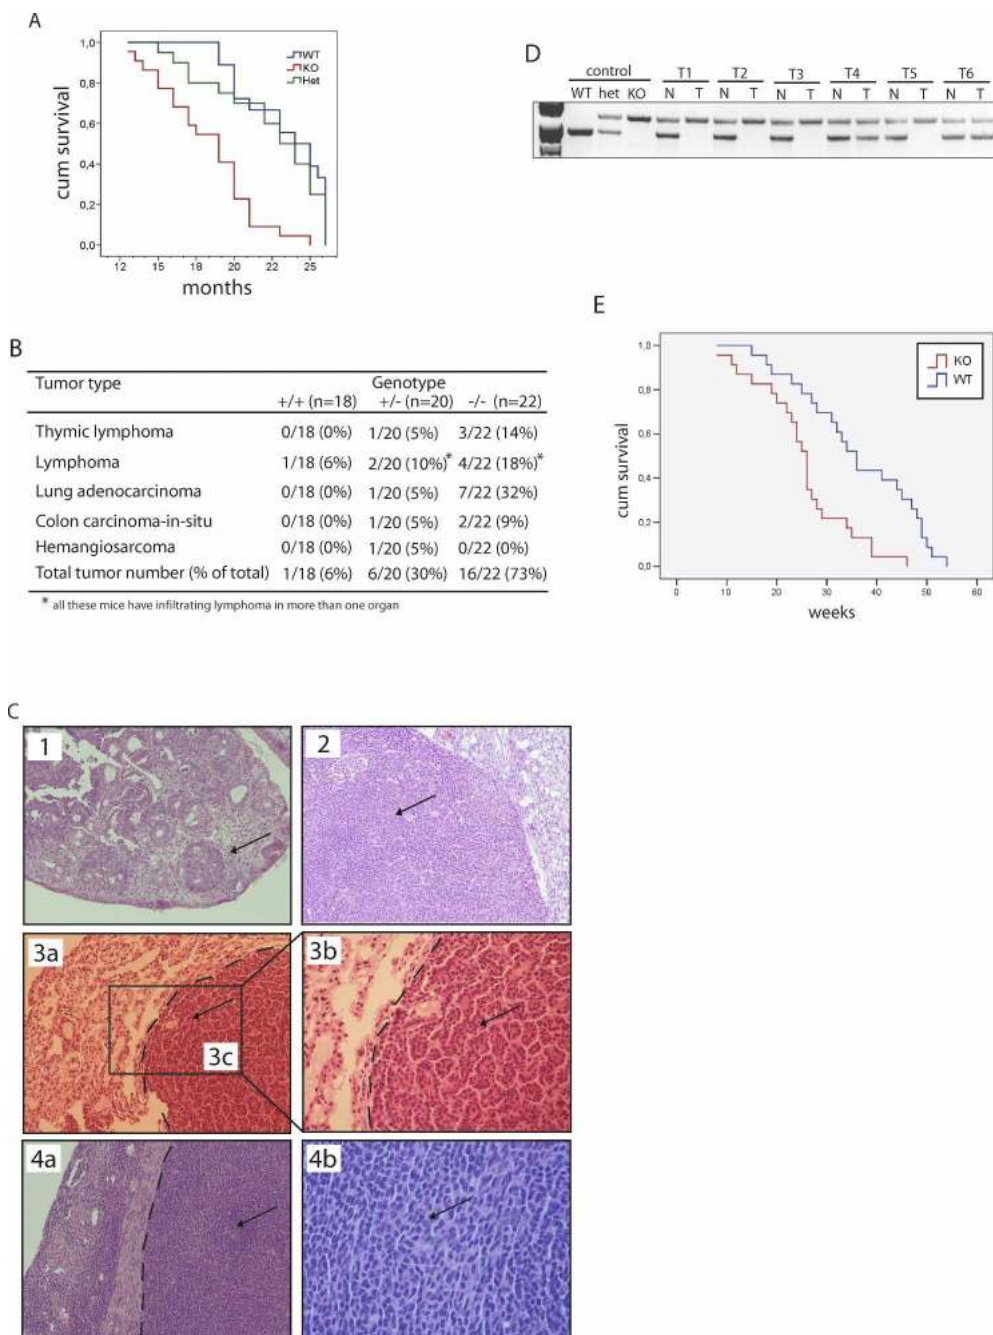 A
1,0
0,8
0,6
0,4
0,2
0,0
cum survival
WT
KO
Het
12 15 18 20 22 25
months
B
Tumor type Genotype
+/+ (n=18) +/- (n=20) -/- (n=22)
Thymic lymphoma 0/18 (0%) 1/20 (5%) 3/22 (14%)
Lymphoma 1/18 (6%) 2/20 (10%)* 4/22 (18%)*
Lung adenocarcinoma 0/18 (0%) 1/20 (5%) 7/22 (32%)
Colon carcinoma-in-situ 0/18 (0%) 1/20 (5%) 2/22 (9%)
Hemangiosarcoma 0/18 (0%) 1/20 (5%) 0/22 (0%)
Total tumor number (% of total) 1/18 (6%) 6/20 (30%) 16/22 (73%)
* all these mice have infiltrating lymphoma in more than one organ
C
1
2
3a
3c
3b
4a
4b
D
control T1 T2 T3 T4 T5 T6
WT het KO N T N T N T N T N T N T
E
1,0
0,8
0,6
0,4
0,2
0,0
cum survival
KO
WT
0 10 20 30 40 50 60
weeks